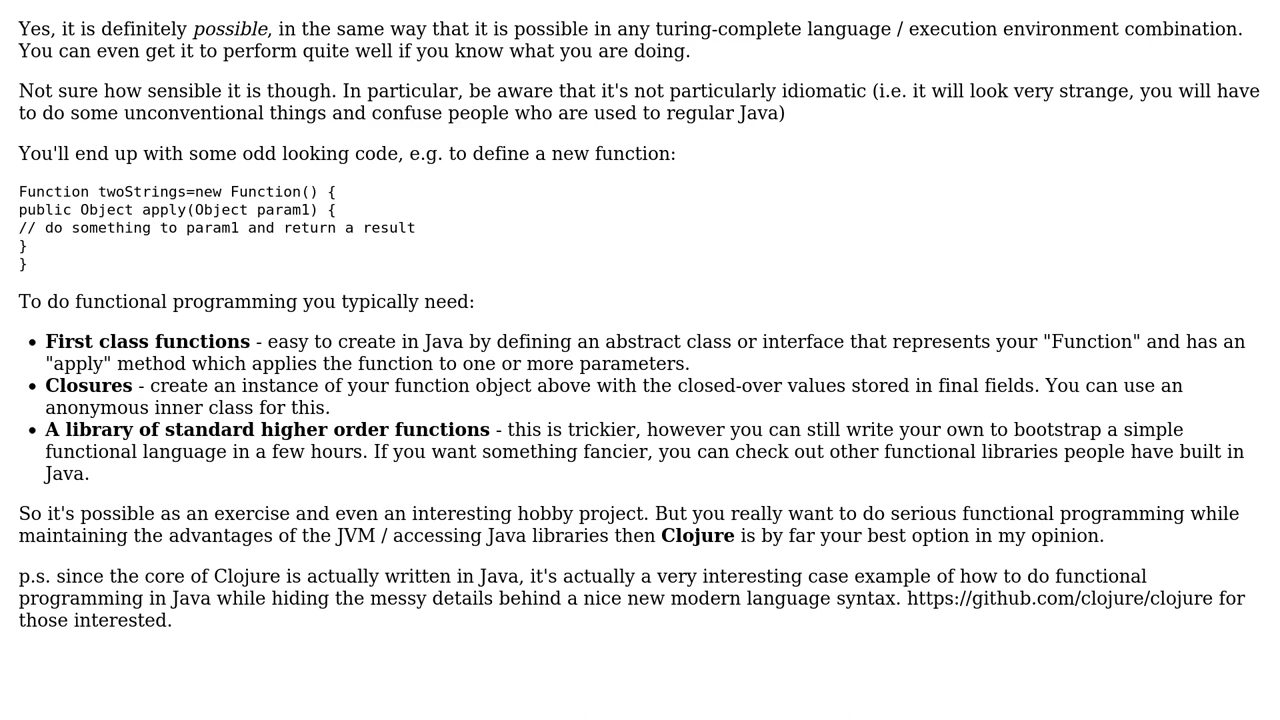 Yes, it is definitely possible, in the same way that it is possible in any turing-complete language / execution environment combination.
You can even get it to perform quite well if you know what you are doing.
Not sure how sensible it is though. In particular, be aware that it's not particularly idiomatic (i.e. it will look very strange, you will have
to do some unconventional things and confuse people who are used to regular Java)
You'll end up with some odd looking code, e.g. to define a new function:
Function twoStrings=new Function() {
public Object apply(Object param1) {
// do something to param1 and return a result
}
}
To do functional programming you typically need:
• First class functions - easy to create in Java by defining an abstract class or interface that represents your "Function" and has an
"apply" method which applies the function to one or more parameters.
• Closures - create an instance of your function object above with the closed-over values stored in final fields. You can use an
anonymous inner class for this.
• A library of standard higher order functions - this is trickier, however you can still write your own to bootstrap a simple
functional language in a few hours. If you want something fancier, you can check out other functional libraries people have built in
Java.
So it's possible as an exercise and even an interesting hobby project. But you really want to do serious functional programming while
maintaining the advantages of the JVM / accessing Java libraries then Clojure is by far your best option in my opinion.
p.s. since the core of Clojure is actually written in Java, it's actually a very interesting case example of how to do functional
programming in Java while hiding the messy details behind a nice new modern language syntax. https://github.com/clojure/clojure for
those interested.